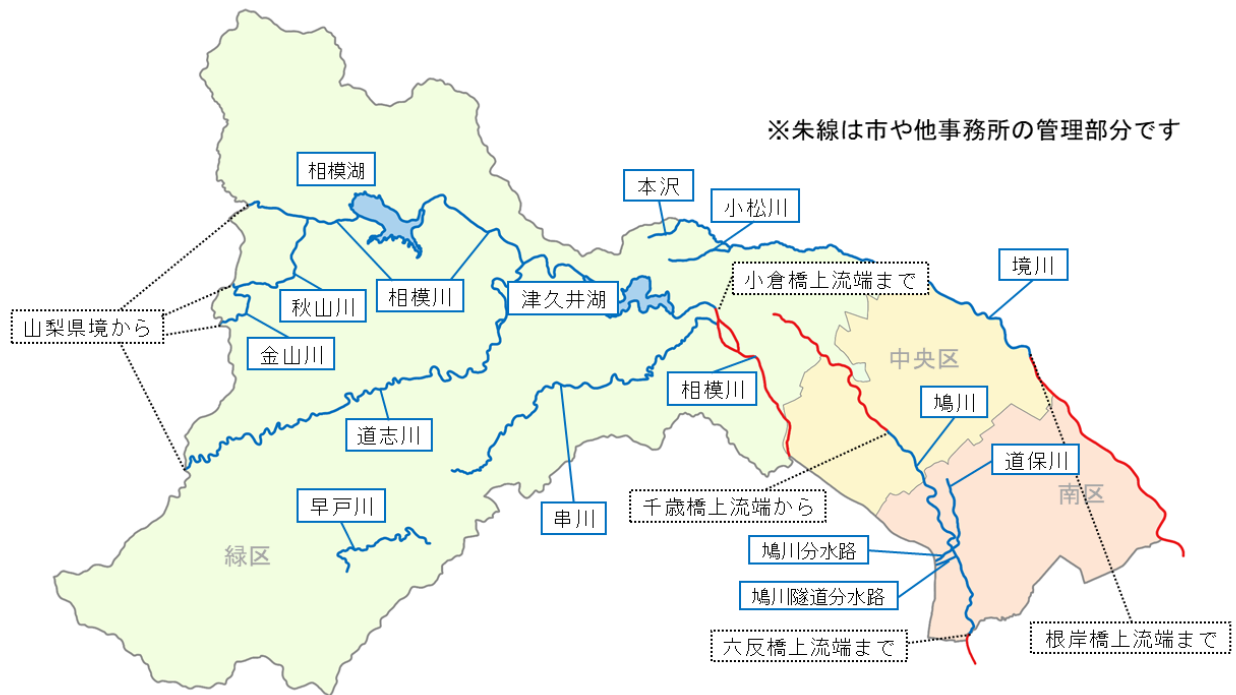 ※朱線は市や他事務所の管理部分です
相模湖
本沢
小松川
境川
小倉橋上流端まで
秋山川
相模川
津久井湖
山梨県境から
金山川
中央区
相模川
鳩川
道志川
道保川
千歳橋上流端から
南区
早戸川
串川
緑区
鳩川分水路
鳩川隧道分水路
六反橋上流端まで
根岸橋上流端まで